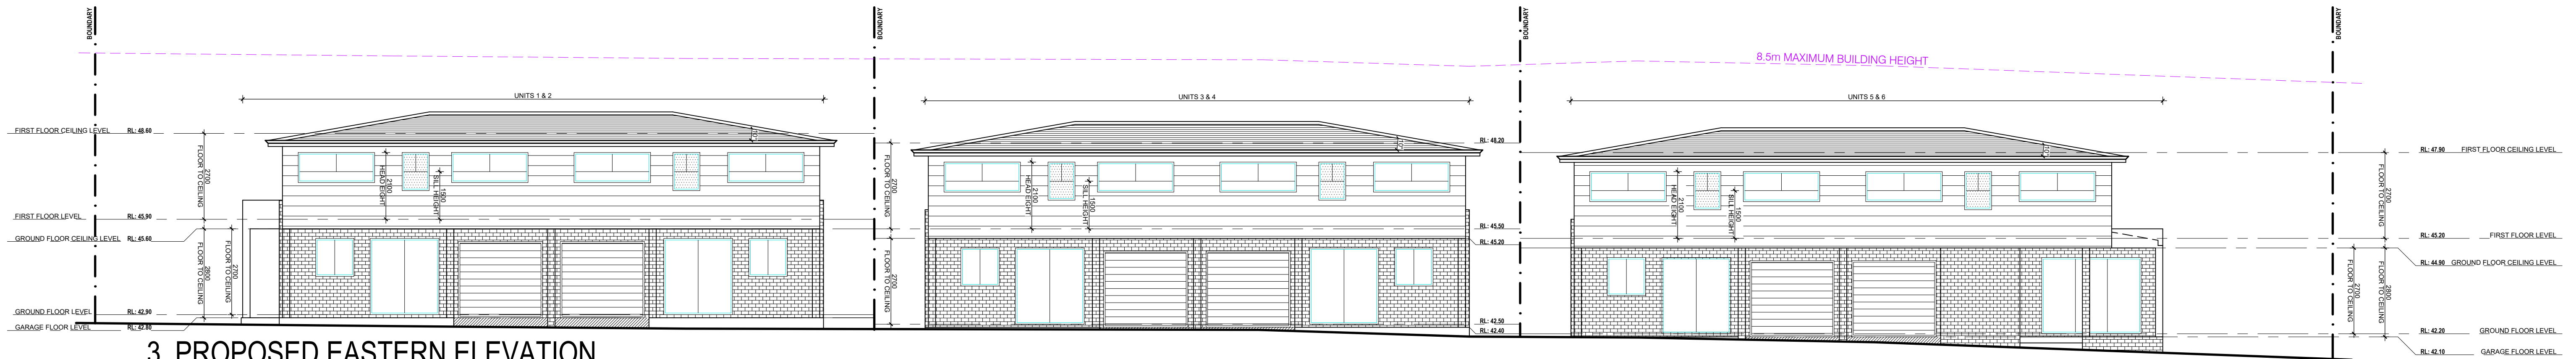 BOUNDARY
BOUNDARY
BOUNDARY
BOUNDARY
8.5m MAXIMUM BUILDING HEIGHT
UNITS 1 & 2
UNITS 3 & 4
UNITS 5 & 6
FIRST FLOOR CEILING LEVEL RL: 48.60
FIRST FLOOR LEVEL RL: 45.90
GROUND FLOOR CEILING LEVEL RL: 45.60
GROUND FLOOR LEVEL RL: 42.90
GARAGE FLOOR LEVEL RL: 42.80
2700
FLOOR TO CEILING
2800
FLOOR TO CEILING
2700
FLOOR TO CEILING
2100
HEAD EIGHT
1500
SILL HEIGHT
2700
FLOOR TO CEILING
2700
FLOOR TO CEILING
2100
HEAD EIGHT
1500
SILL HEIGHT
RL: 48.20
RL: 45.50
RL: 45.20
RL: 42.50
RL: 42.40
2100
HEAD EIGHT
1500
SILL HEIGHT
2700
FLOOR TO CEILING
2700
FLOOR TO CEILING
2800
FLOOR TO CEILING
RL: 47.90 FIRST FLOOR CEILING LEVEL
RL: 45.20 FIRST FLOOR LEVEL
RL: 44.90 GROUND FLOOR CEILING LEVEL
RL: 42.20 GROUND FLOOR LEVEL
RL: 42.10 GARAGE FLOOR LEVEL
3 PROPOSED EASTERN ELEVATION